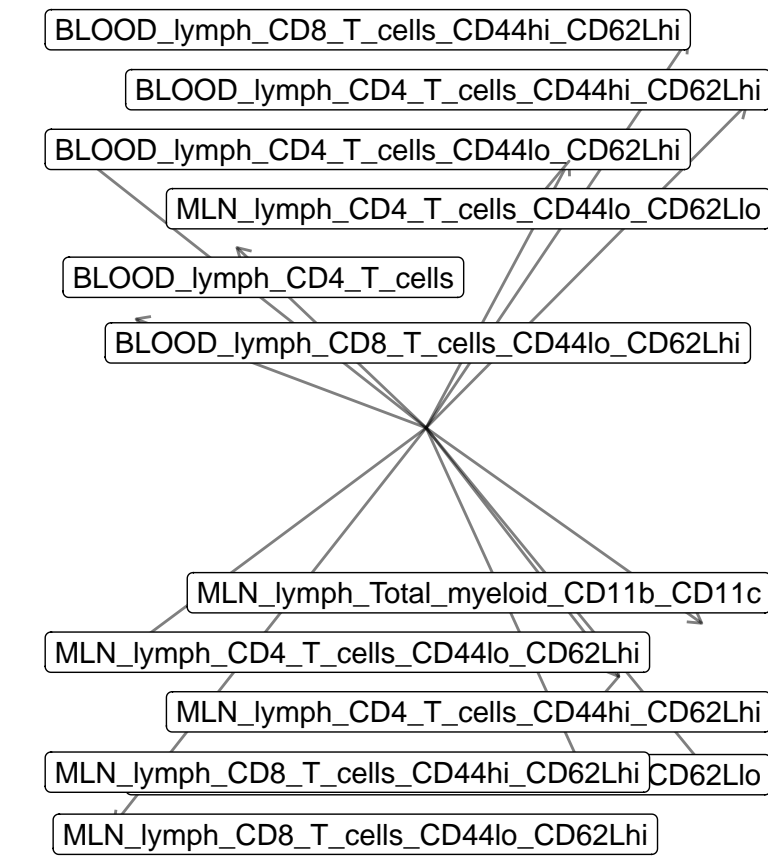 BLOOD_lymph_CD8_T_cells_CD44hi_CD62Lhi
BLOOD_lymph_CD4_T_cells_CD44hi_CD62Lhi
BLOOD_lymph_CD4_T_cells_CD44lo_CD62Lhi
MLN_lymph_CD4_T_cells_CD44lo_CD62Llo
BLOOD_lymph_CD4_T_cells
BLOOD_lymph_CD8_T_cells_CD44lo_CD62Lhi
MLN_lymph_Total_myeloid_CD11b_CD11c
MLN_lymph_CD4_T_cells_CD44lo_CD62Lhi
MLN_lymph_CD4_T_cells_CD44hi_CD62Lhi
MLN_lymph_CD8_T_cells_CD44hi_CD62Lhi CD62Llo
MLN_lymph_CD8_T_cells_CD44lo_CD62Lhi